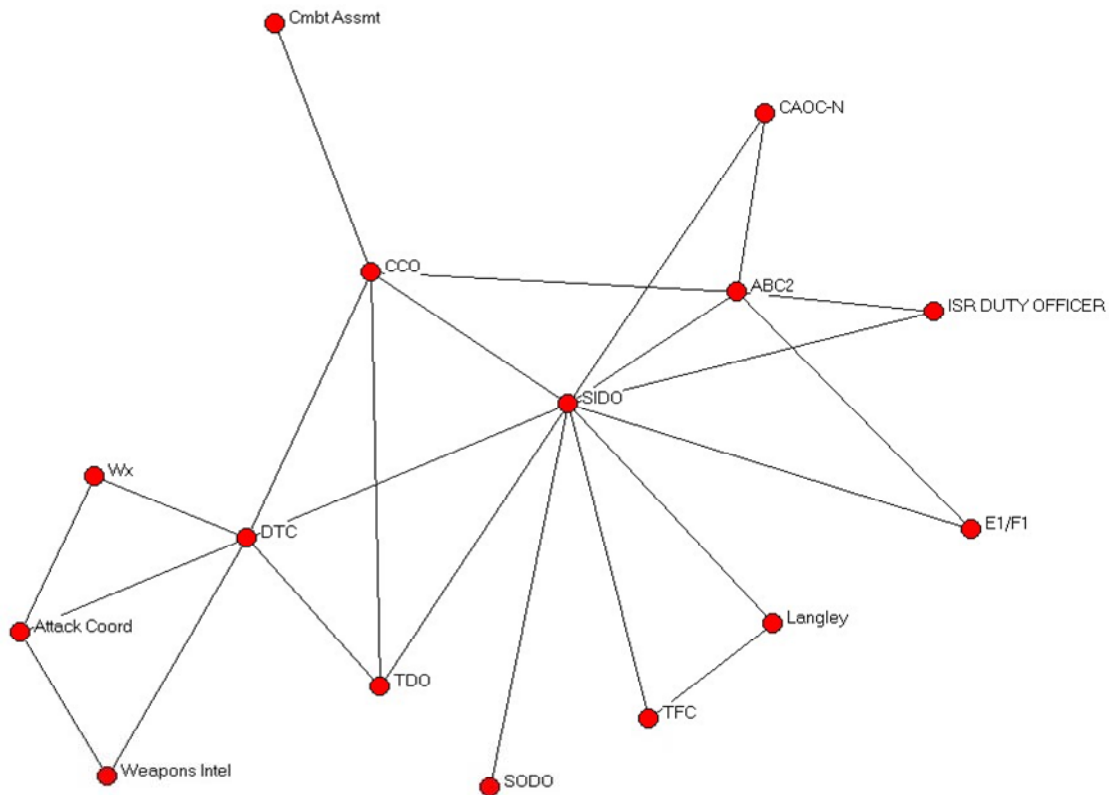 Cmbt Assmt
CAOC-N
CCO
ABC2
ISR DUTY OFFICER
SIDO
Wx
DTC
E1/F1
Attack Coord
Langley
TDO
TFC
Weapons Intel
SODO